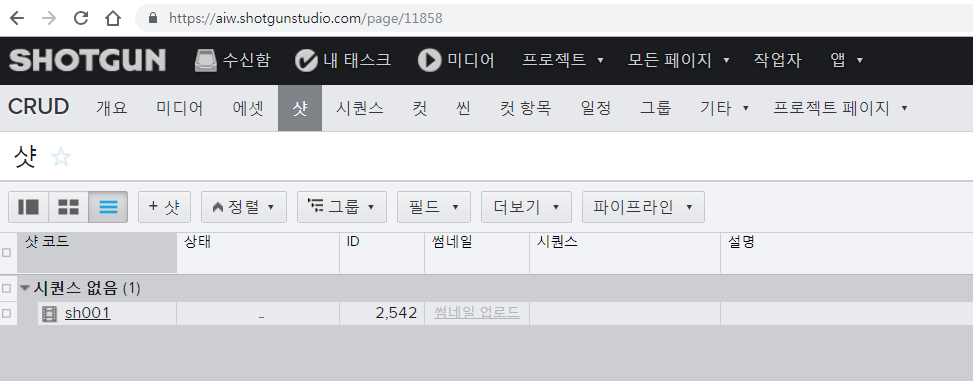 https://aiw.shotgunstudio.com/page/11858
SHOTGUN 수신함 내 태스크 미디어 프로젝트 모든 페이지 작업자 앱
CRUD 개요 미디어 에셋 샷 시퀀스 컷 씬 컷 항목 일정 그룹 기타 프로젝트 페이지
샷
+ 샷 정렬 그룹 필드 더보기 파이프라인
샷 코드 상태 ID 썸네일 시퀀스 설명
시퀀스 없음 (1)
sh001 - 2,542 썸네일 업로드